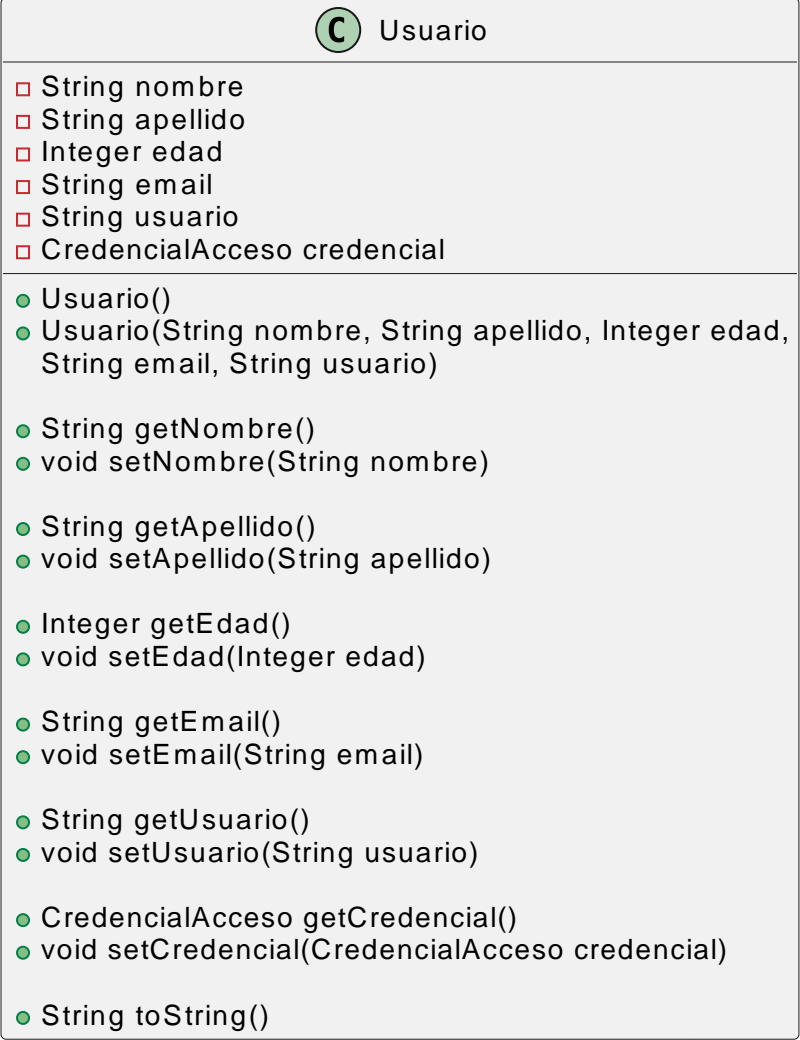 C Usuario
String nombre
String apellido
Integer edad
String email
String usuario
CredencialAcceso credencial
Usuario()
Usuario(String nombre, String apellido, Integer edad,
String email, String usuario)
String getNombre()
void setNombre(String nombre)
String getApellido()
void setApellido(String apellido)
Integer getEdad()
void setEdad(Integer edad)
String getEmail()
void setEmail(String email)
String getUsuario()
void setUsuario(String usuario)
CredencialAcceso getCredencial()
void setCredencial(CredencialAcceso credencial)
String toString()